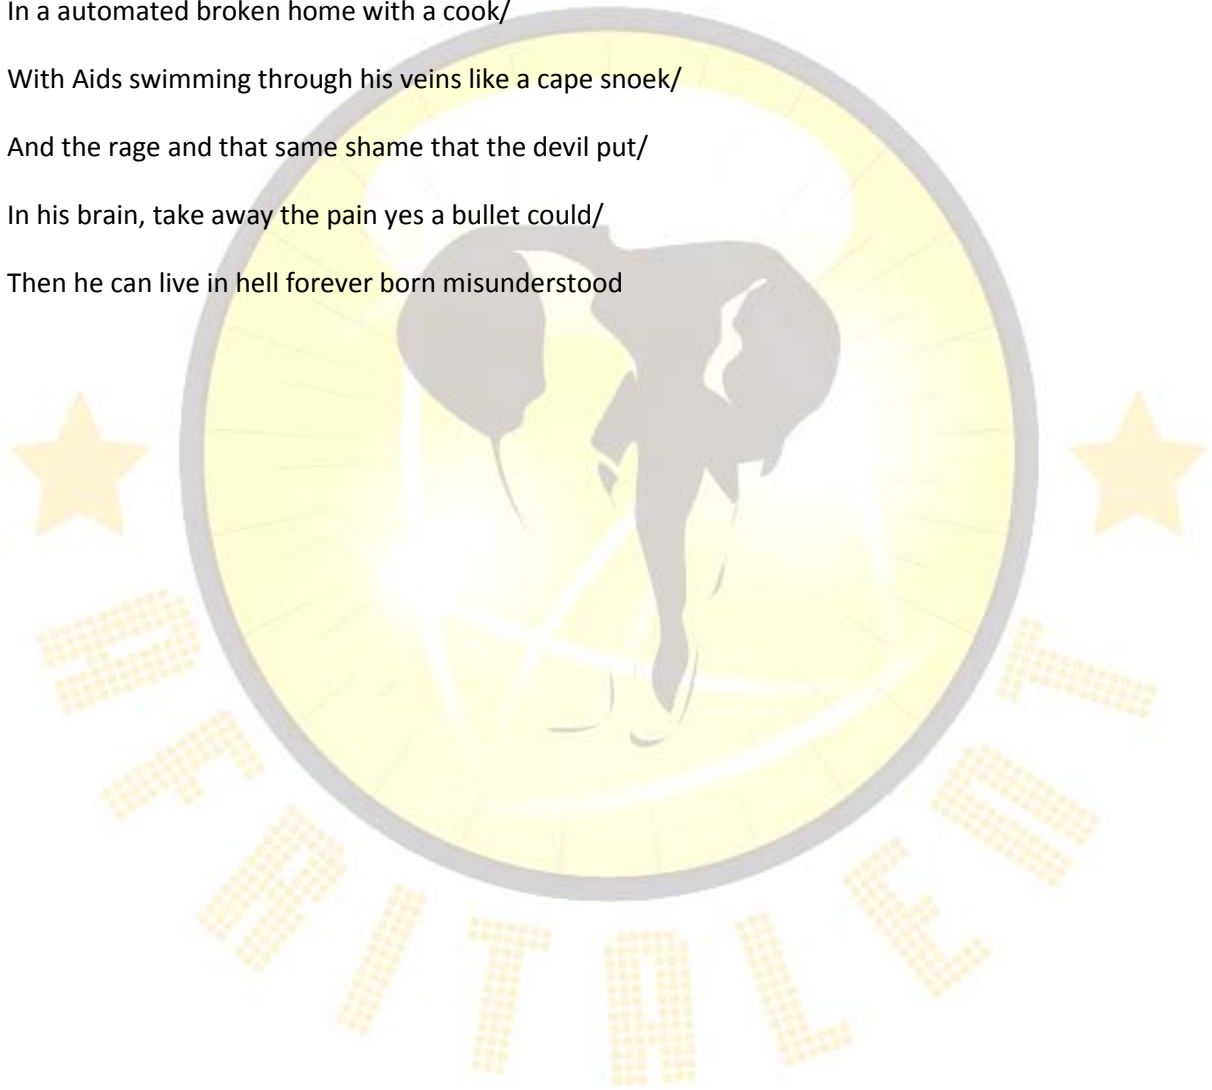 In a automated broken home with a cook/
With Aids swimming through his veins like a cape snoek/
And the rage and that same shame that the devil put/
In his brain, take away the pain yes a bullet could/
Then he can live in hell forever born misunderstood
AFRITALENT